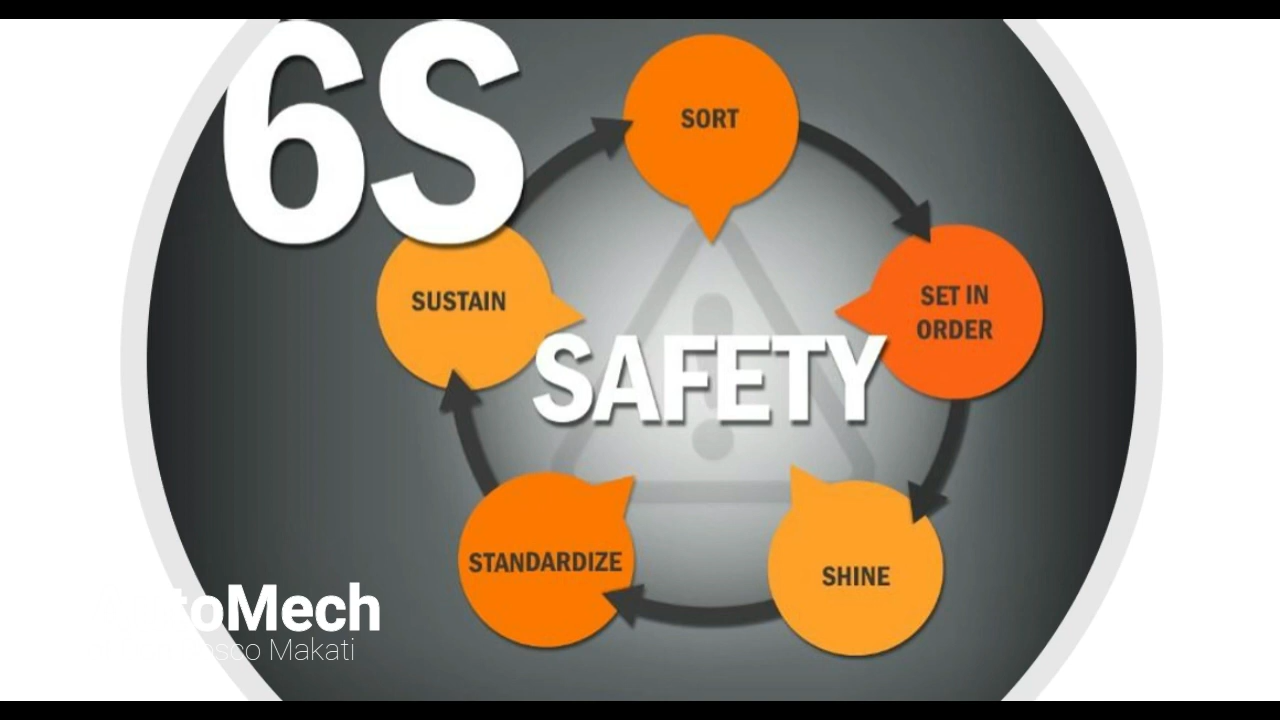 6S
SORT
SET IN
ORDER
SUSTAIN
SAFETY
STANDARDIZE
SHINE
Makati